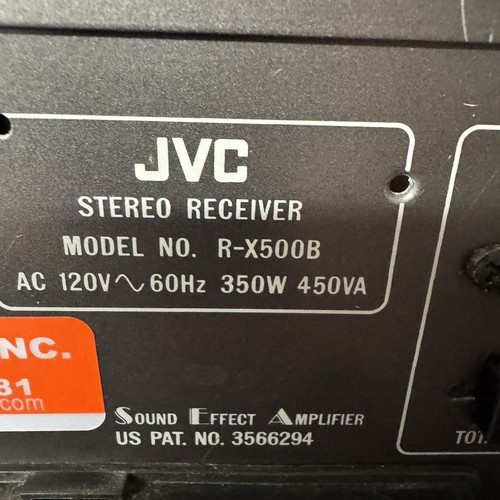 JVC
STEREO RECEIVER
MODEL NO. R-X500B
AC 120V∿60Hz 350W 450VA
NC.
81
com
SOUND EFFECT AMPLIFIER
US PAT. NO. 3566294
TOT